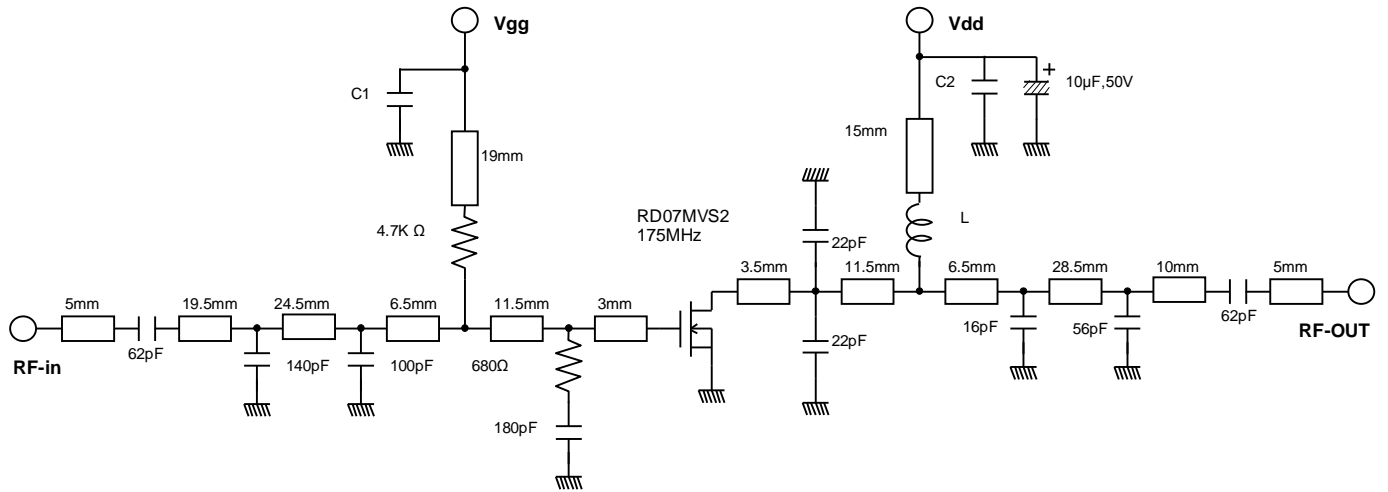 Vgg
Vdd
C1
C2
+
10μF,50V
19mm
15mm
RD07MVS2
175MHz
4.7K Ω
L
22pF
3.5mm
11.5mm
6.5mm
28.5mm
10mm
5mm
5mm
19.5mm
24.5mm
6.5mm
11.5mm
3mm
62pF
RF-in
140pF
100pF
680Ω
22pF
16pF
56pF
62pF
RF-OUT
180pF